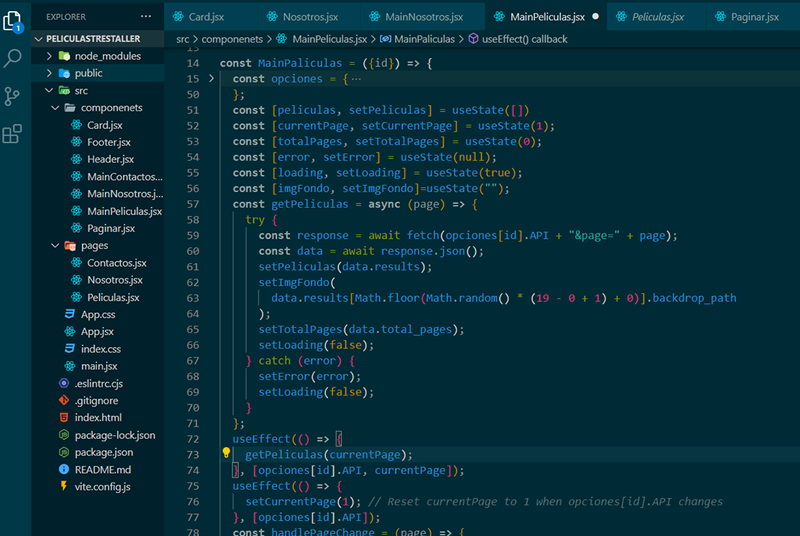 EXPLORER ...
Card.jsx Nosotros.jsx MainNosotros.jsx MainPeliculas.jsx Peliculas.jsx Paginar.jsx
PELICULASTRESTALLER
node_modules
public
src
componenets
Card.jsx
Footer.jsx
Header.jsx
MainContactos...
MainNosotros.j...
MainPeliculas.jsx
Paginar.jsx
pages
Contactos.jsx
Nosotros.jsx
Peliculas.jsx
App.css
App.jsx
index.css
main.jsx
.eslintrc.cjs
.gitignore
index.html
package-lock.json
package.json
README.md
vite.config.js
1
src > componenets > MainPeliculas.jsx > MainPaliculas > useEffect() callback
13
14 const MainPaliculas = ({id}) => {
15 const opciones = {...
50 };
51 const [peliculas, setPeliculas] = useState([])
52 const [currentPage, setCurrentPage] = useState(1);
53 const [totalPages, setTotalPages] = useState(0);
54 const [error, setError] = useState(null);
55 const [loading, setLoading] = useState(true);
56 const [imgFondo, setImgFondo]=useState("");
57 const getPeliculas = async (page) => {
58 try {
59 const response = await fetch(opciones[id].API + "&page=" + page);
60 const data = await response.json();
61 setPeliculas(data.results);
62 setImgFondo(
63 data.results[Math.floor(Math.random() * (19 - 0 + 1) + 0)].backdrop_path
64 );
65 setTotalPages(data.total_pages);
66 setLoading(false);
67 } catch (error) {
68 setError(error);
69 setLoading(false);
70 }
71 };
72 useEffect(() => {
73 getPeliculas(currentPage);
74 }, [opciones[id].API, currentPage]);
75 useEffect(() => {
76 setCurrentPage(1); // Reset currentPage to 1 when opciones[id].API changes
77 }, [opciones[id].API]);
78 const handlePageChange = (page) => {